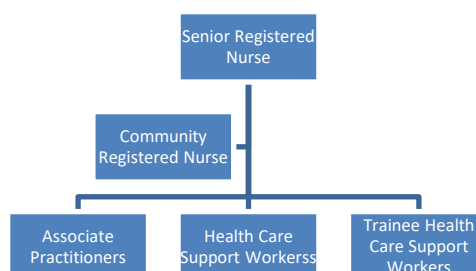 Senior Registered
Nurse
Community
Registered Nurse
Associate
Practitioners
Health Care
Support Workerss
Trainee Health
Care Support
Workers